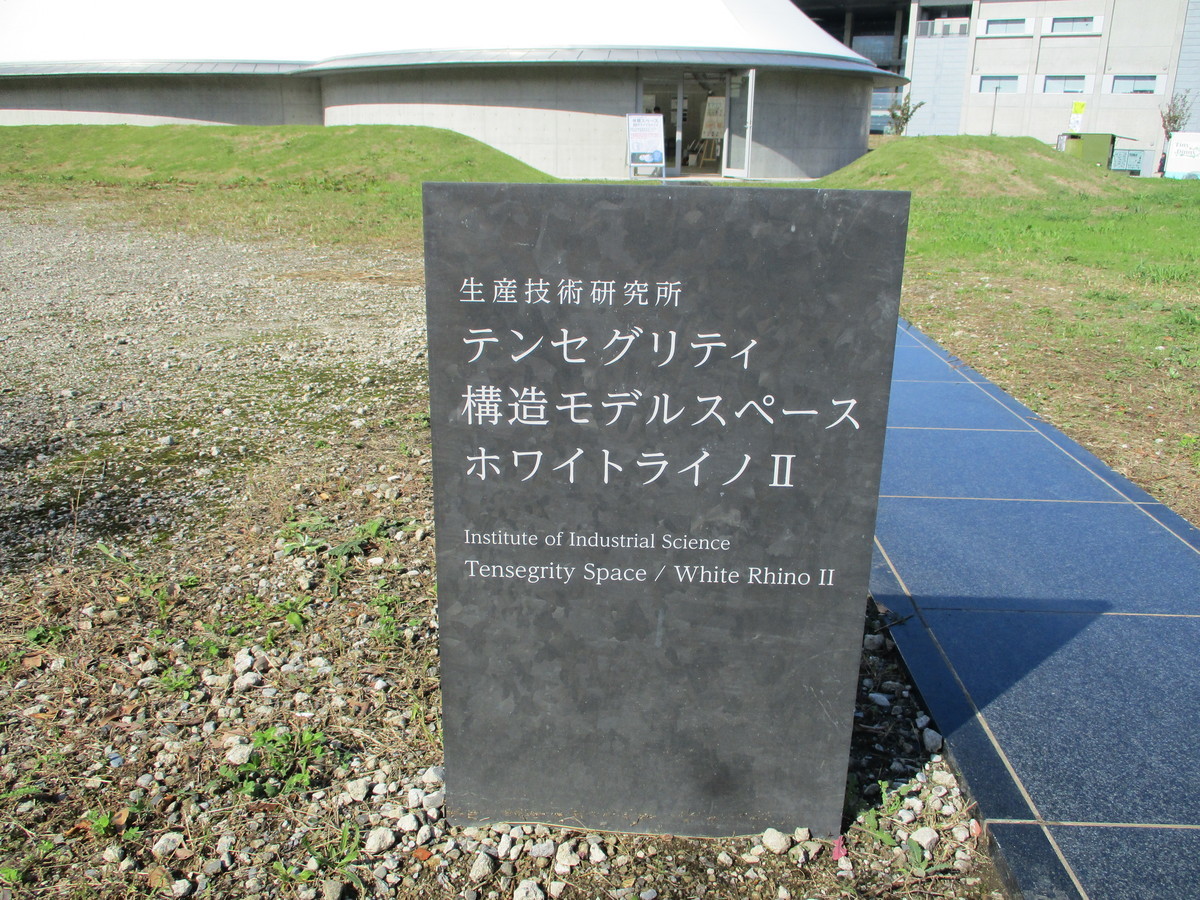 生産技術研究所
テンセグリティ
構造モデルスペース
ホワイトライノⅡ
Institute of Industrial Science
Tensegrity Space / White Rhino II